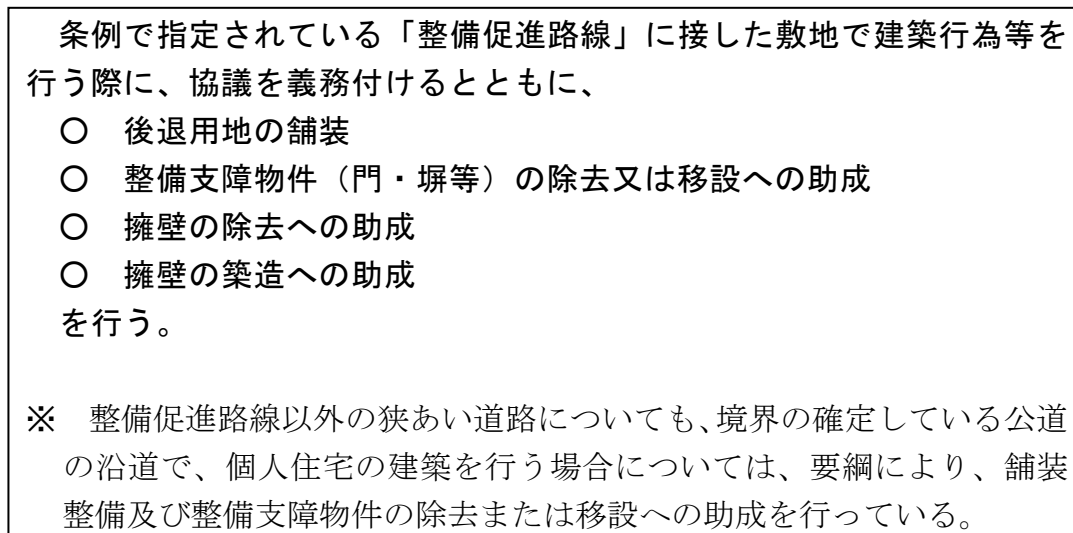 条例で指定されている「整備促進路線」に接した敷地で建築行為等を
行う際に、協議を義務付けるとともに、
○　後退用地の舗装
○　整備支障物件（門・塀等）の除去又は移設への助成
○　擁壁の除去への助成
○　擁壁の築造への助成
を行う。
※　整備促進路線以外の狭あい道路についても、境界の確定している公道
の沿道で、個人住宅の建築を行う場合については、要綱により、舗装
整備及び整備支障物件の除去または移設への助成を行っている。